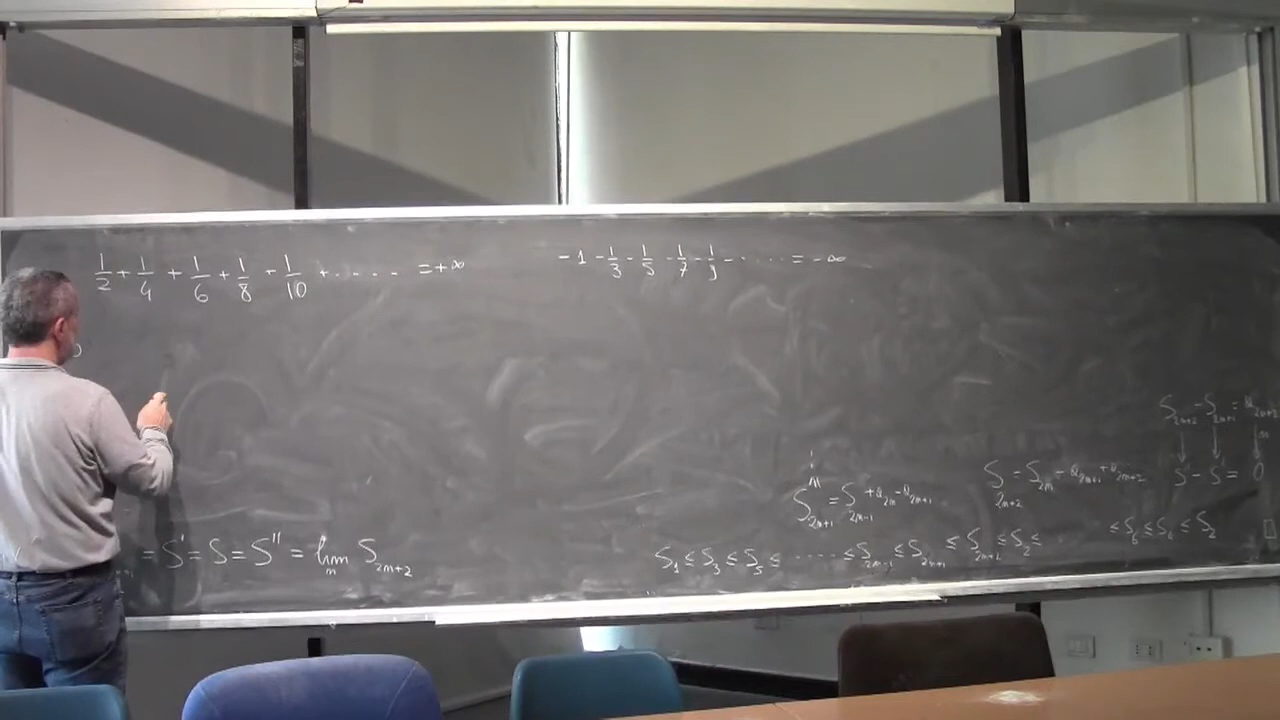 1/2 + 1/4 + 1/6 + 1/8 + 1/10 + ..... = +∞
-1 - 1/3 - 1/5 - 1/7 - 1/9 - ..... = -∞
S_{2n+2} - S_{2n+1} = a_{2n+2}
S'' - S' = 0
S_{2n+1} = S_{2n-1} + a_{2n} - a_{2n+1}
S_{2n+2} = S_{2n} - a_{2n+1} + a_{2n+2}
= S' = S = S'' = lim_n S_{2n+2}
S_1 ≤ S_3 ≤ S_5 ≤ ..... ≤ S_{2n-1} ≤ S_{2n+1} ≤ S_{2n+2} ≤ S_2 ≤ ≤ S_6 ≤ S_4 ≤ S_2